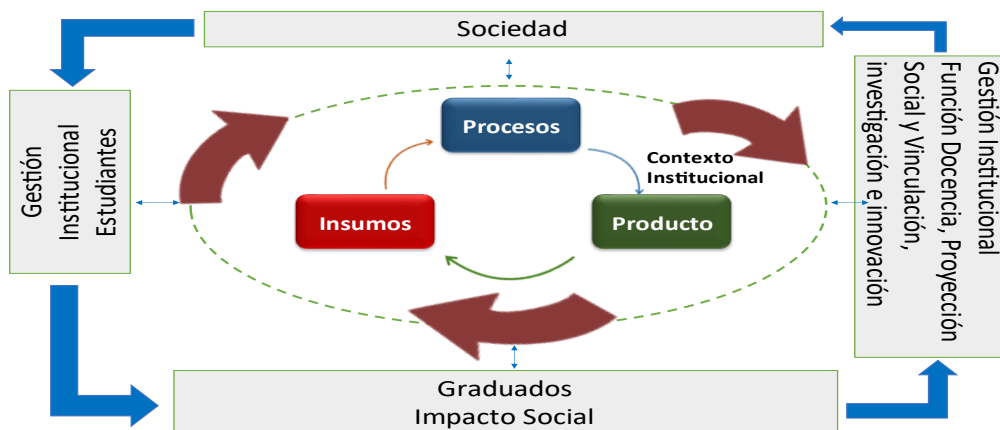 Sociedad
Gestión
Institucional
Estudiantes
Procesos
Contexto
Institucional
Insumos
Producto
Gestión Institucional
Función Docencia, Proyección
Social y Vinculación,
investigación e innovación
Graduados
Impacto Social